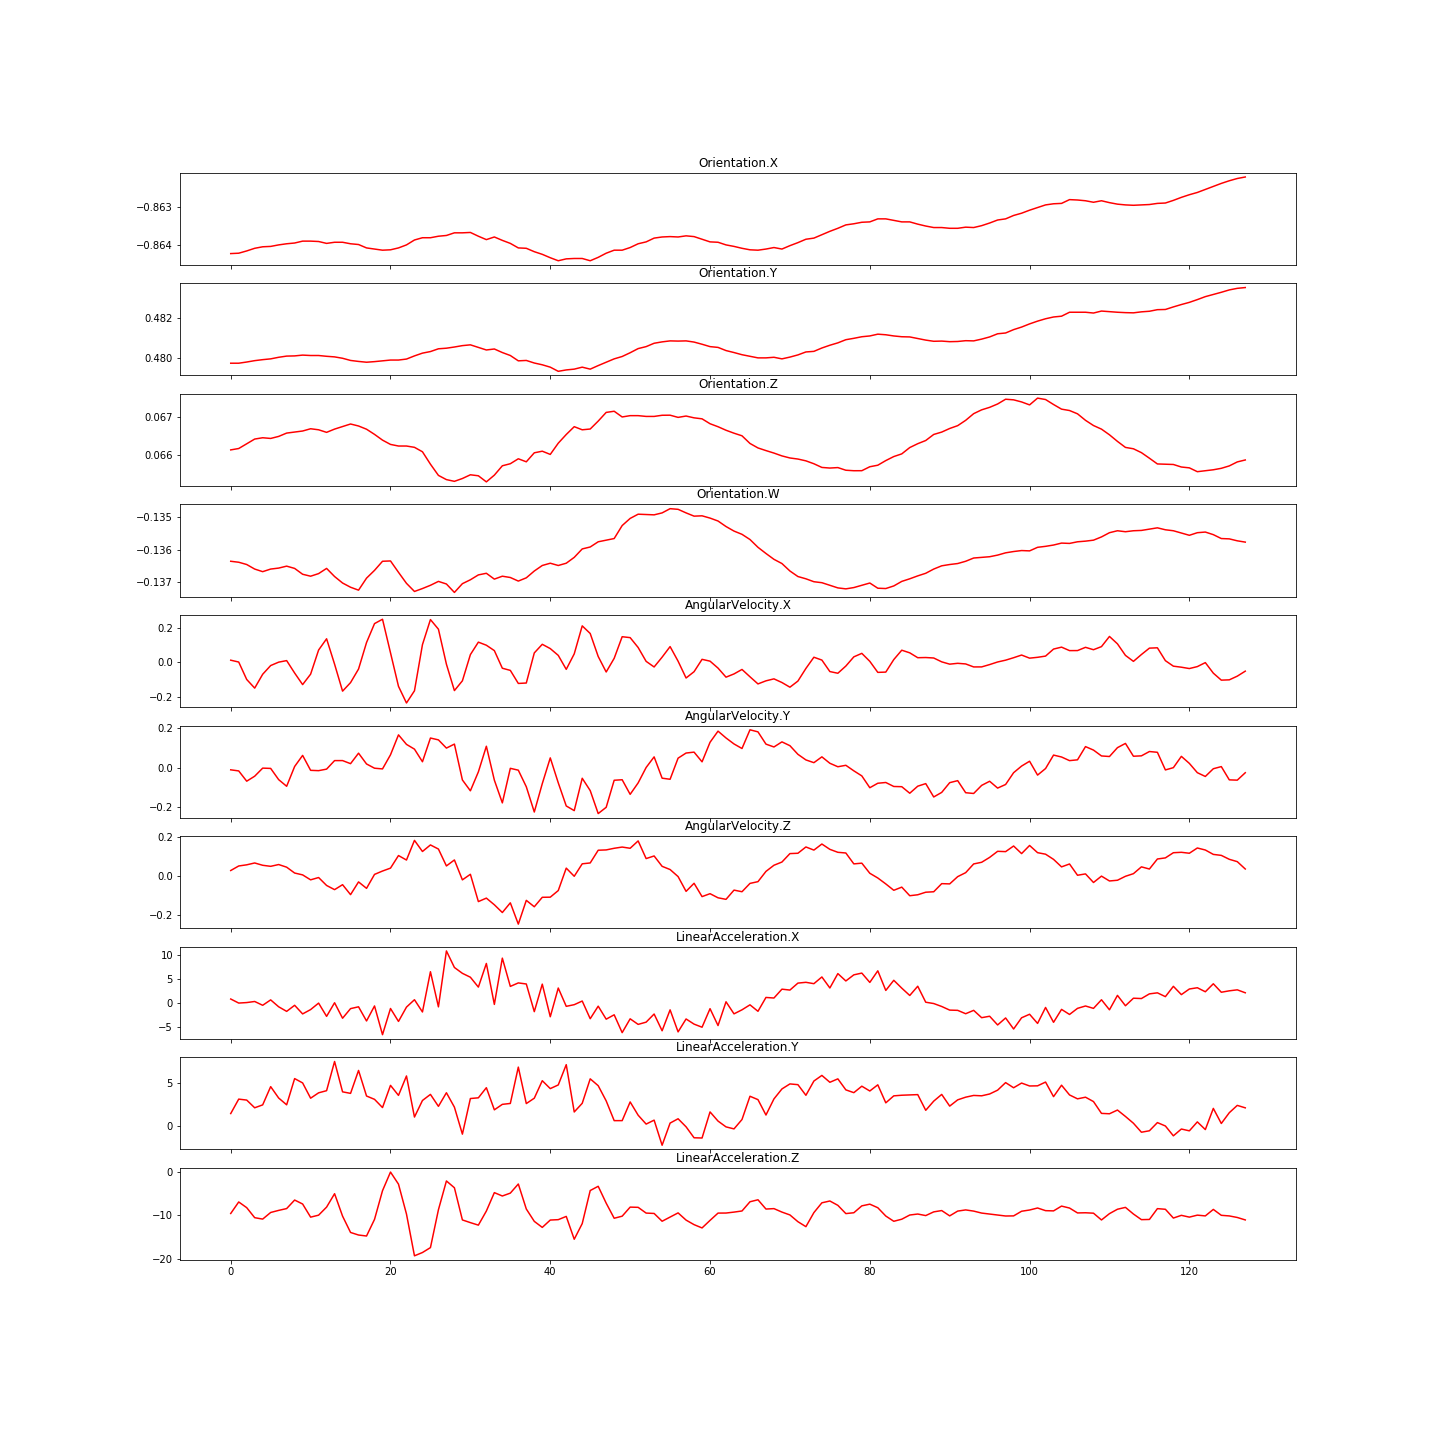 Orientation.X
−0.863
−0.864
Orientation.Y
0.482
0.480
Orientation.Z
0.067
0.066
Orientation.W
−0.135
−0.136
−0.137
AngularVelocity.X
0.2
0.0
−0.2
AngularVelocity.Y
0.2
0.0
−0.2
AngularVelocity.Z
0.2
0.0
−0.2
LinearAcceleration.X
10
5
0
−5
LinearAcceleration.Y
5
0
LinearAcceleration.Z
0
−10
−20
0 20 40 60 80 100 120